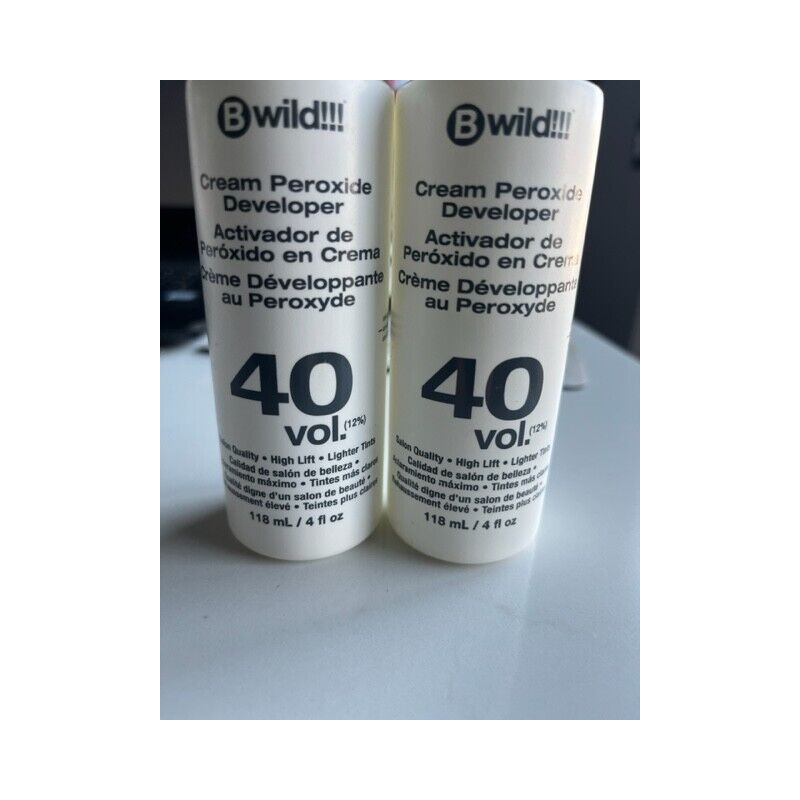 B wild!!!
Cream Peroxide
Developer
Activador de
Peróxido en Crema
Crème Développante
au Peroxyde
40
vol. (12%)
Salon Quality • High Lift • Lighter Tints
Calidad de salón de belleza •
Aclaramiento máximo • Tintes más claros
Qualité digne d'un salon de beauté •
élevé • Teintes plus claires
118 mL / 4 fl oz
B wild!!!
Cream Peroxide
Developer
Activador de
Peróxido en Crema
Crème Développante
au Peroxyde
40
vol. (12%)
Salon Quality • High Lift • Lighter Tints
Calidad de salón de belleza •
Aclaramiento máximo • Tintes más claros
Qualité digne d'un salon de beauté •
élevé • Teintes plus claires
118 mL / 4 fl oz